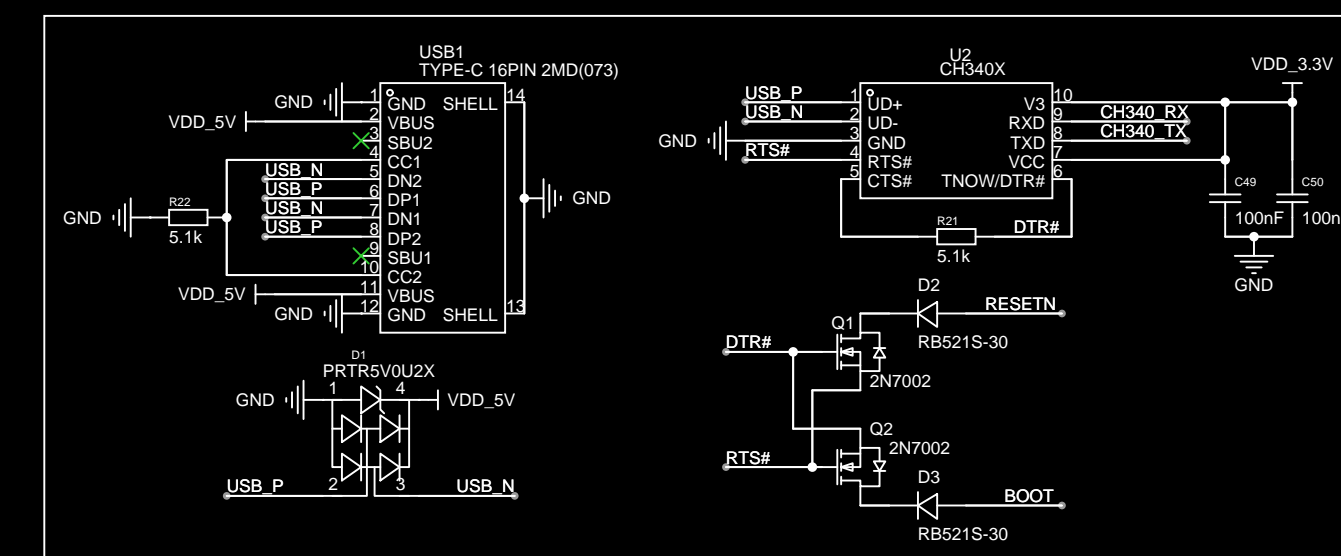 USB1
TYPE-C 16PIN 2MD(073)
GND
VDD_5V
1
2
3
4
5
6
7
8
9
10
11
12
GND
VBUS
SBU2
CC1
DN2
DP1
DN1
DP2
SBU1
CC2
VBUS
GND
SHELL
14
SHELL
13
GND
USB_N
USB_P
USB_N
USB_P
GND
R22
5.1k
VDD_5V
GND
D1
PRTR5V0U2X
GND
1
4
VDD_5V
USB_P
2
3
USB_N
U2
CH340X
USB_P
USB_N
GND
RTS#
1
2
3
4
5
UD+
UD-
GND
RTS#
CTS#
V3
RXD
TXD
VCC
TNOW/DTR#
10
9
8
7
6
CH340_RX
CH340_TX
VDD_3.3V
R21
5.1k
DTR#
C49
100nF
C50
100n
GND
D2
RESETN
RB521S-30
Q1
DTR#
2N7002
Q2
2N7002
RTS#
D3
BOOT
RB521S-30